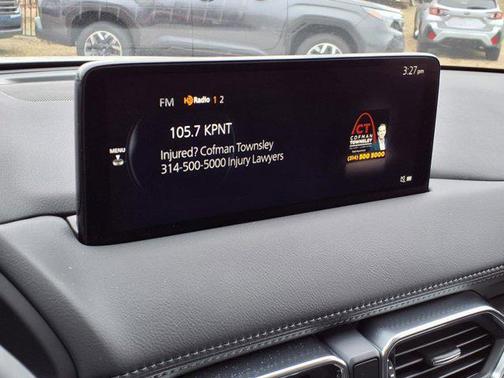 3:27 pm
FM HD Radio 1 2
105.7 KPNT
MENU
Injured? Cofman Townsley
314-500-5000 Injury Lawyers
CT
COFMAN
TOWNSLEY
(314) 500 5000